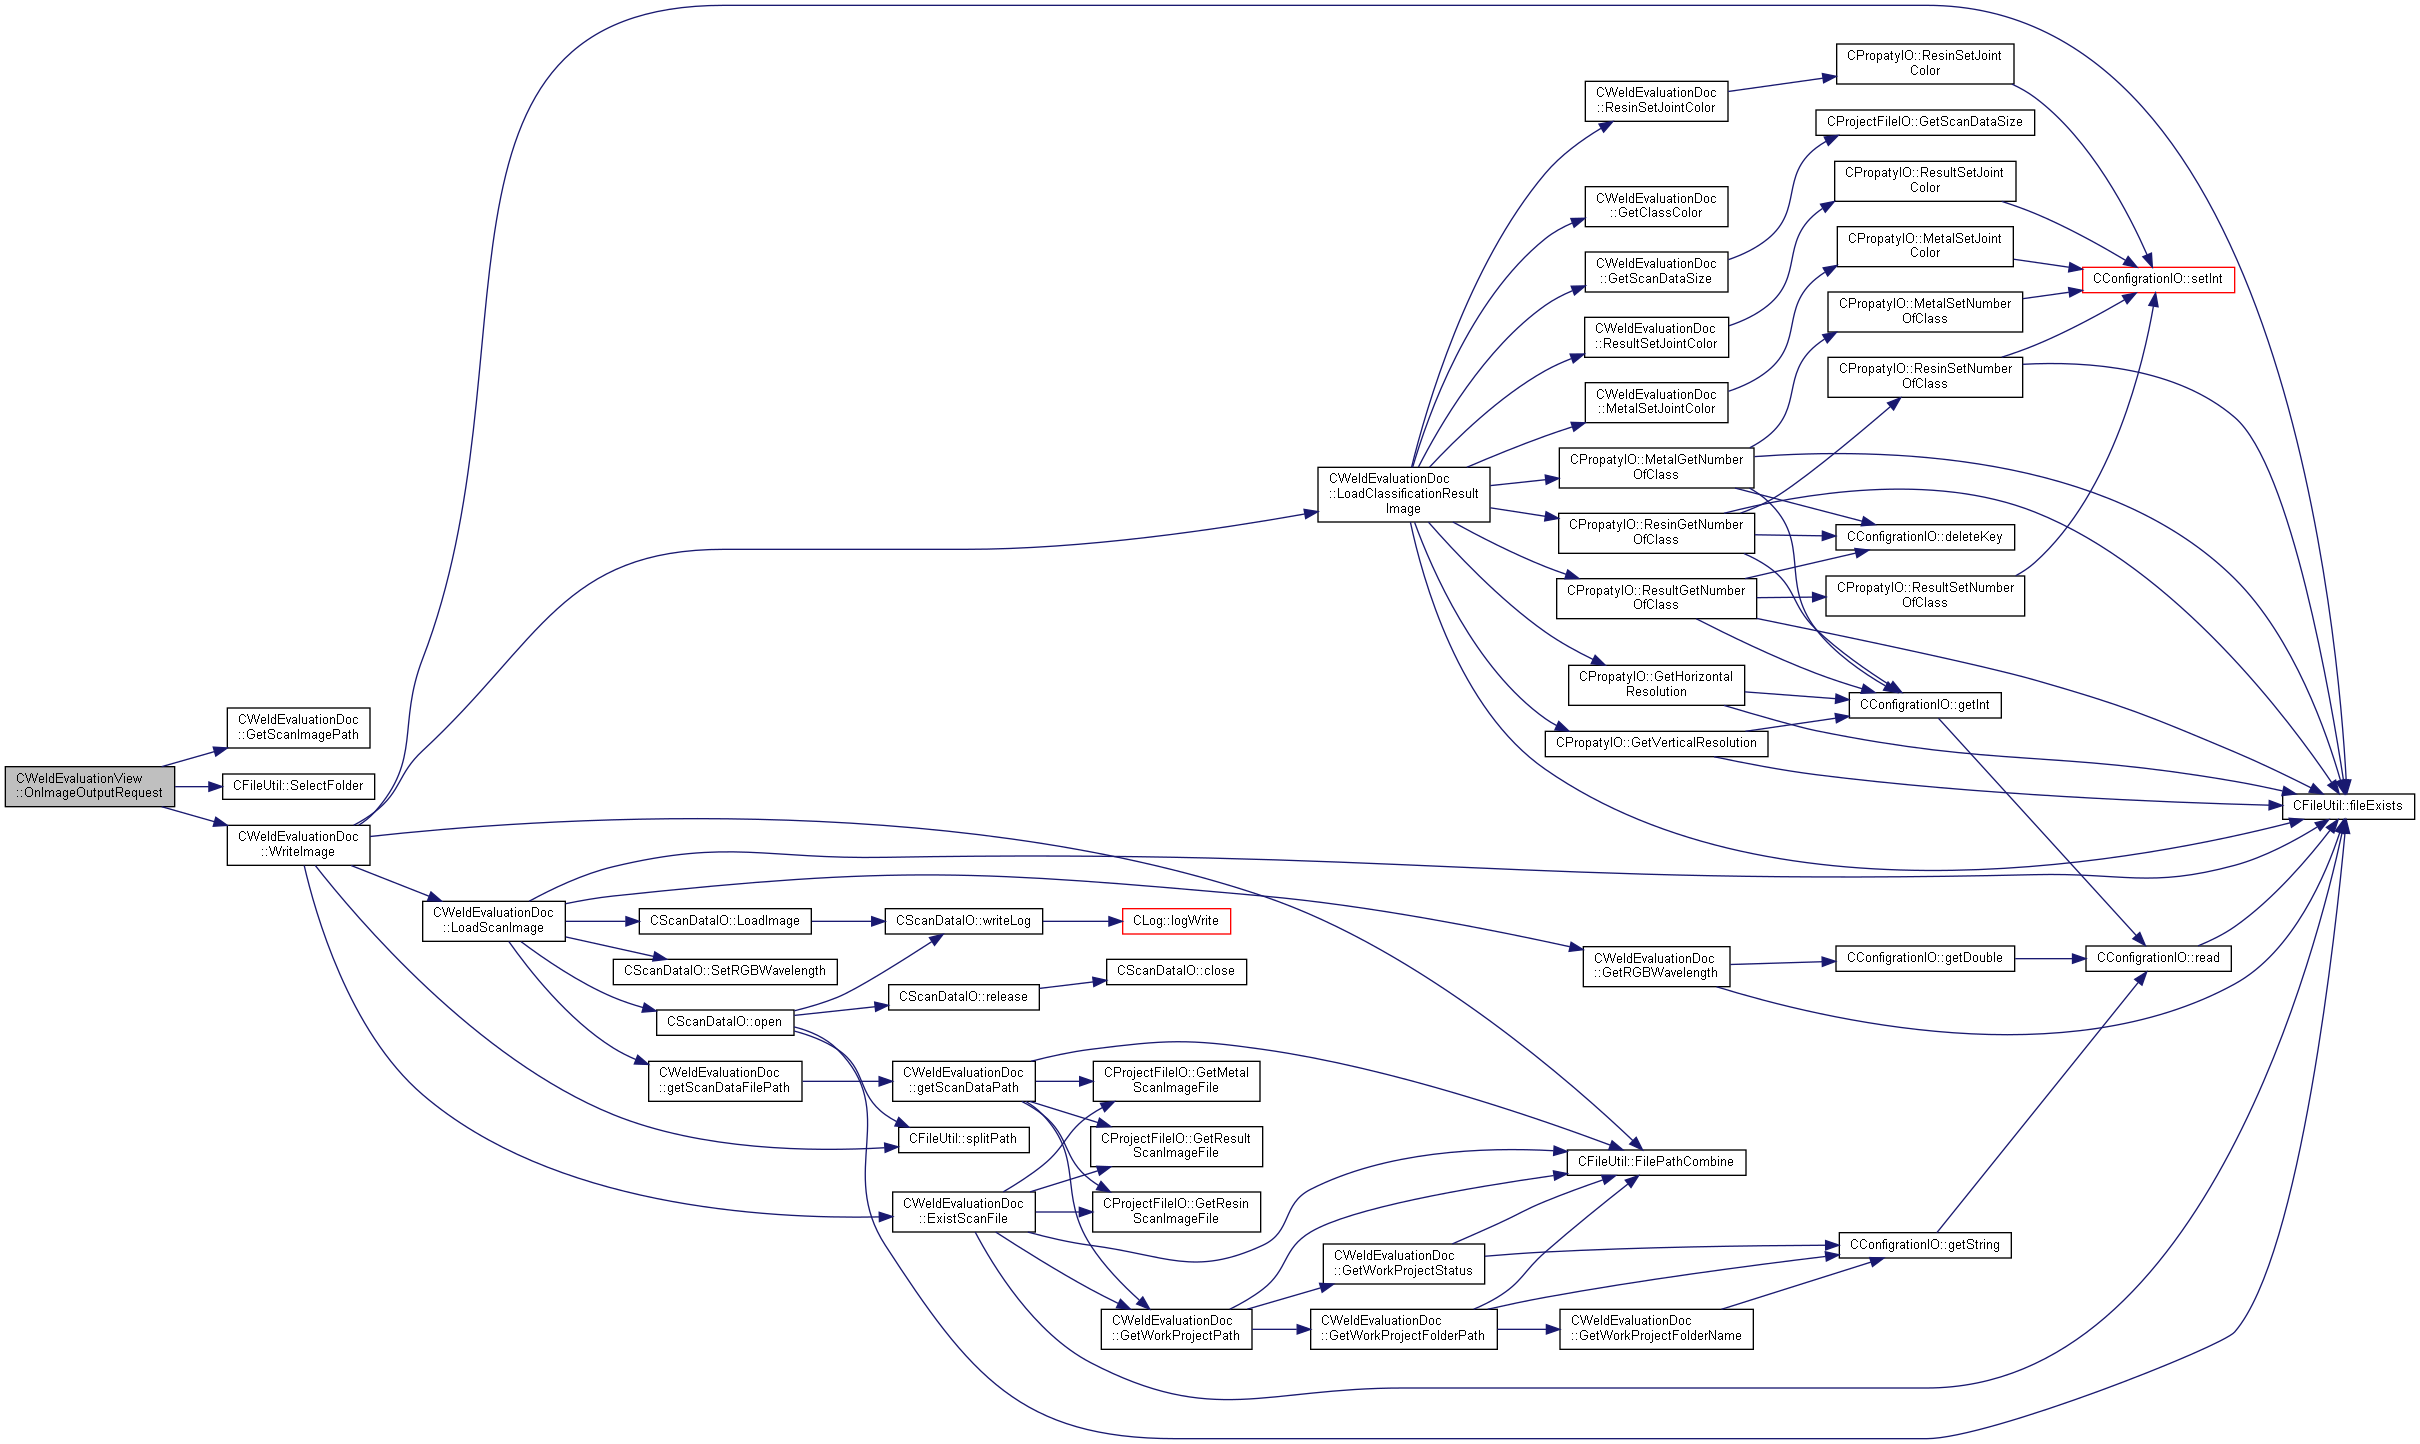 CWeldEvaluationView
::OnImageOutputRequest
CWeldEvaluationDoc
::GetScanImagePath
CFileUtil::SelectFolder
CWeldEvaluationDoc
::WriteImage
CWeldEvaluationDoc
::LoadScanImage
CScanDataIO::LoadImage
CScanDataIO::SetRGBWavelength
CScanDataIO::open
CWeldEvaluationDoc
::getScanDataFilePath
CScanDataIO::writeLog
CScanDataIO::release
CWeldEvaluationDoc
::getScanDataPath
CFileUtil::splitPath
CWeldEvaluationDoc
::ExistScanFile
CLog::logWrite
CScanDataIO::close
CProjectFileIO::GetMetal
ScanImageFile
CProjectFileIO::GetResult
ScanImageFile
CProjectFileIO::GetResin
ScanImageFile
CWeldEvaluationDoc
::GetWorkProjectPath
CWeldEvaluationDoc
::LoadClassificationResult
Image
CWeldEvaluationDoc
::GetWorkProjectStatus
CWeldEvaluationDoc
::GetWorkProjectFolderPath
CWeldEvaluationDoc
::ResinSetJointColor
CWeldEvaluationDoc
::GetClassColor
CWeldEvaluationDoc
::GetScanDataSize
CWeldEvaluationDoc
::ResultSetJointColor
CWeldEvaluationDoc
::MetalSetJointColor
CPropatyIO::MetalGetNumber
OfClass
CPropatyIO::ResinGetNumber
OfClass
CPropatyIO::ResultGetNumber
OfClass
CPropatyIO::GetHorizontal
Resolution
CPropatyIO::GetVerticalResolution
CWeldEvaluationDoc
::GetRGBWavelength
CFileUtil::FilePathCombine
CWeldEvaluationDoc
::GetWorkProjectFolderName
CPropatyIO::ResinSetJoint
Color
CProjectFileIO::GetScanDataSize
CPropatyIO::ResultSetJoint
Color
CPropatyIO::MetalSetJoint
Color
CPropatyIO::MetalSetNumber
OfClass
CPropatyIO::ResinSetNumber
OfClass
CConfigrationIO::deleteKey
CPropatyIO::ResultSetNumber
OfClass
CConfigrationIO::getInt
CConfigrationIO::getDouble
CConfigrationIO::getString
CConfigrationIO::setInt
CConfigrationIO::read
CFileUtil::fileExists